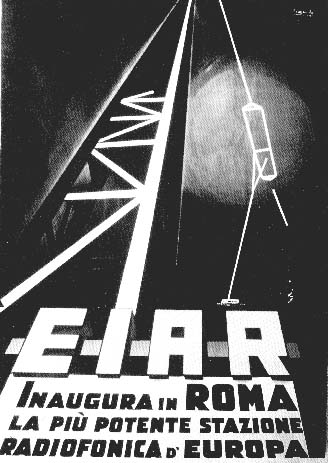 E·I·A·R
INAUGURA IN ROMA
LA PIÙ POTENTE STAZIONE
RADIOFONICA D'EUROPA